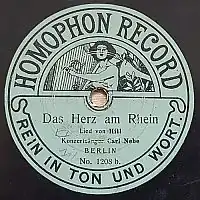 HOMOPHON RECORD
Das Herz am Rhein
Lied von Hill
Konzertsänger Carl Nebe
BERLIN
No. 1208 b.
REIN IN TON UND WORT.